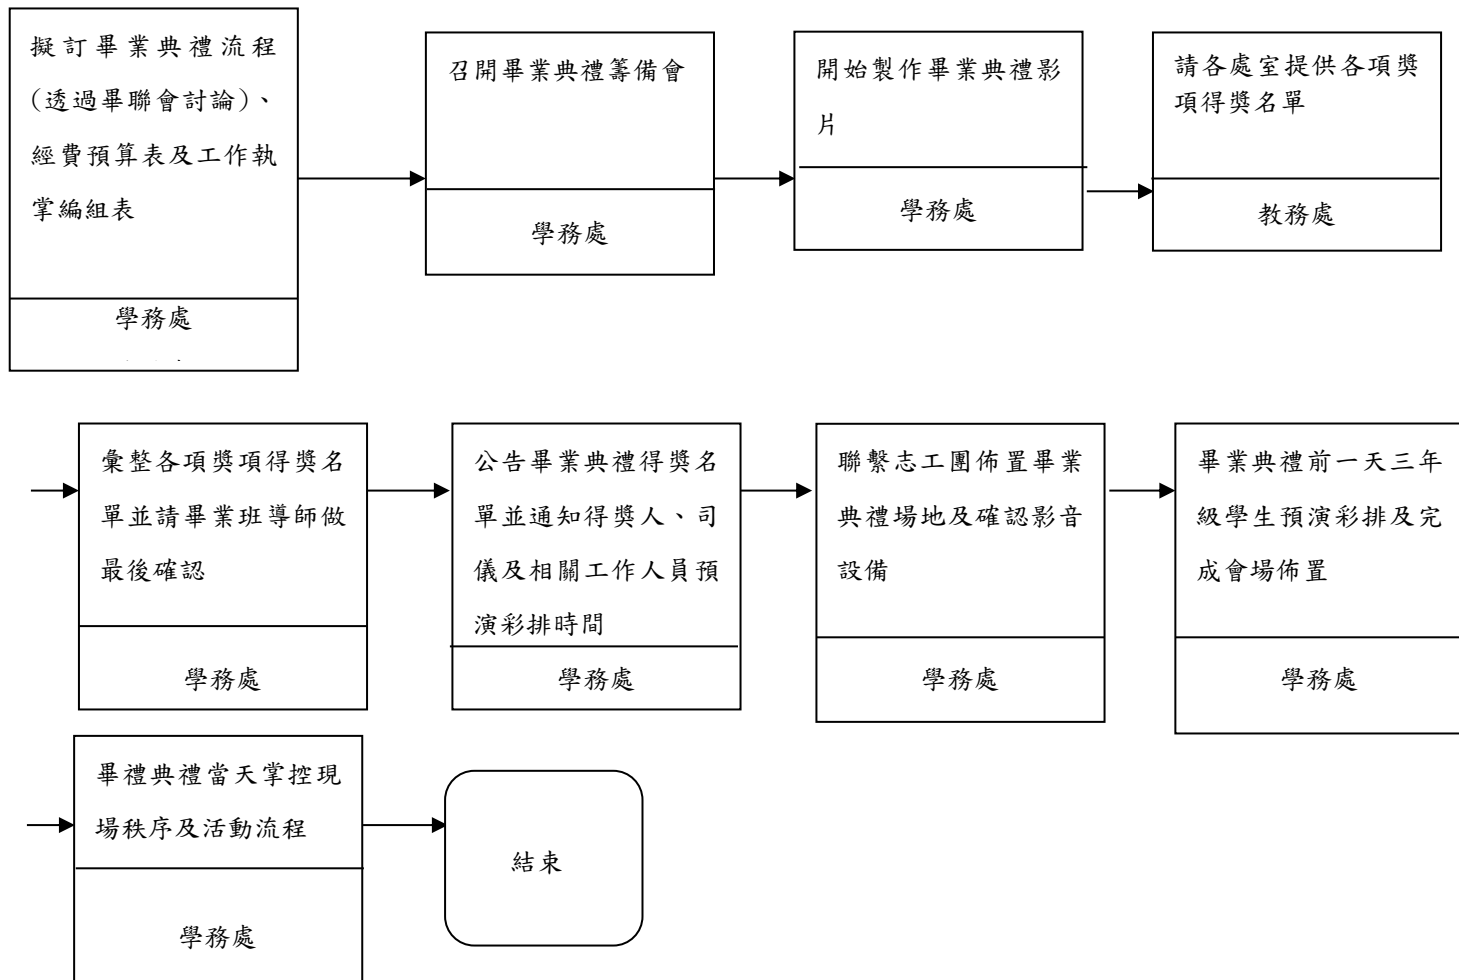 擬訂畢業典禮流程
(透過畢聯會討論)、
經費預算表及工作執
掌編組表
學務處
召開畢業典禮籌備會
學務處
開始製作畢業典禮影
片
學務處
請各處室提供各項獎
項得獎名單
教務處
彙整各項獎項得獎名
單並請畢業班導師做
最後確認
學務處
公告畢業典禮得獎名
單並通知得獎人、司
儀及相關工作人員預
演彩排時間
學務處
聯繫志工團佈置畢業
典禮場地及確認影音
設備
學務處
畢業典禮前一天三年
級學生預演彩排及完
成會場佈置
學務處
畢禮典禮當天掌控現
場秩序及活動流程
學務處
結束